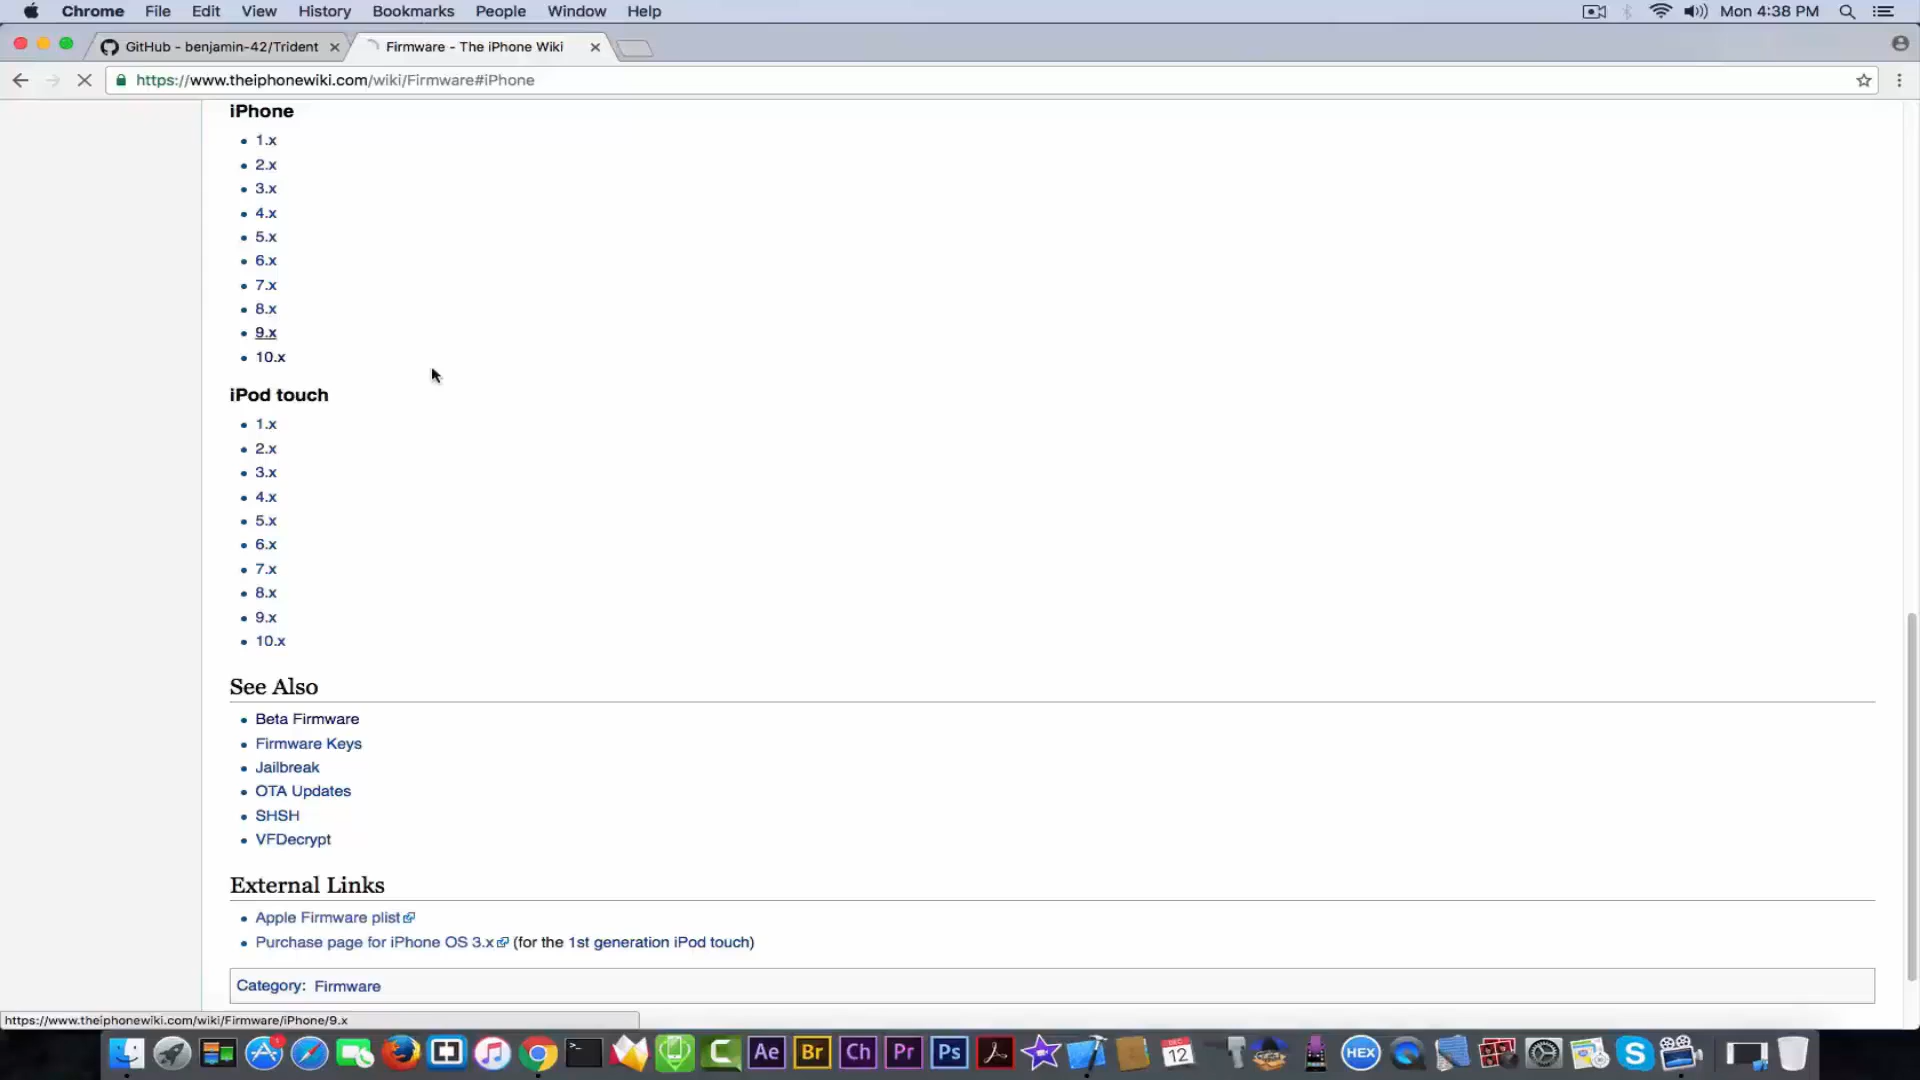 Chrome File Edit View History Bookmarks People Window Help Mon 4:38 PM
GitHub - benjamin-42/Trident Firmware - The iPhone Wiki
https://www.theiphonewiki.com/wiki/Firmware#iPhone
iPhone
1.x
2.x
3.x
4.x
5.x
6.x
7.x
8.x
9.x
10.x
iPod touch
1.x
2.x
3.x
4.x
5.x
6.x
7.x
8.x
9.x
10.x
See Also
Beta Firmware
Firmware Keys
Jailbreak
OTA Updates
SHSH
VFDecrypt
External Links
Apple Firmware plist
Purchase page for iPhone OS 3.x (for the 1st generation iPod touch)
Category: Firmware
https://www.theiphonewiki.com/wiki/Firmware/iPhone/9.x
1 Ae Br Ch Pr Ps DEC 12 HEX